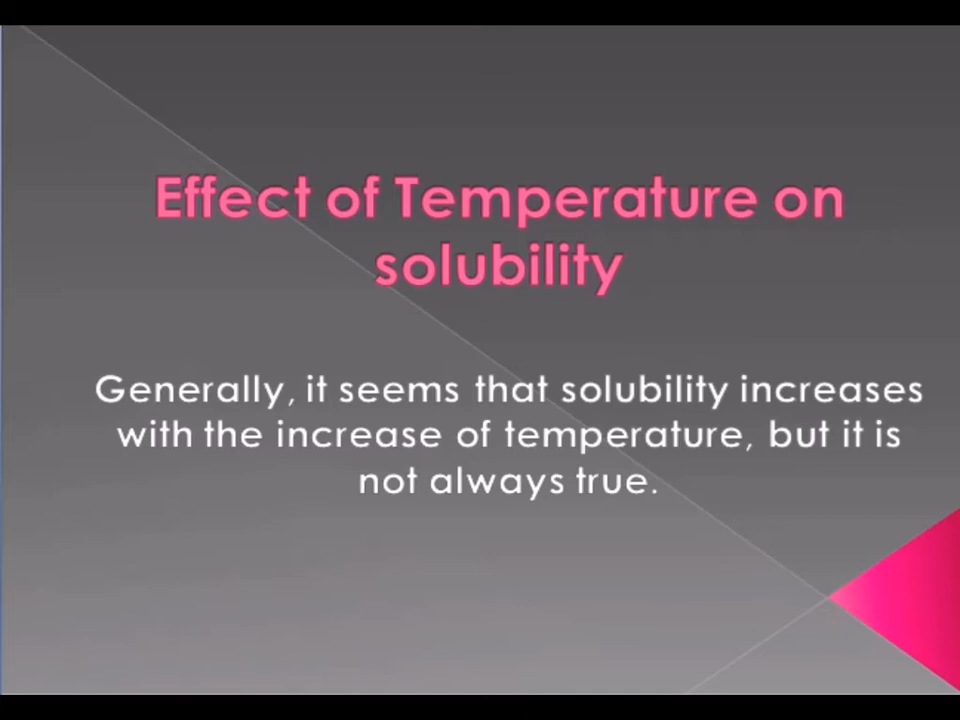 Effect of Temperature on
solubility
Generally, it seems that solubility increases
with the increase of temperature, but it is
not always true.